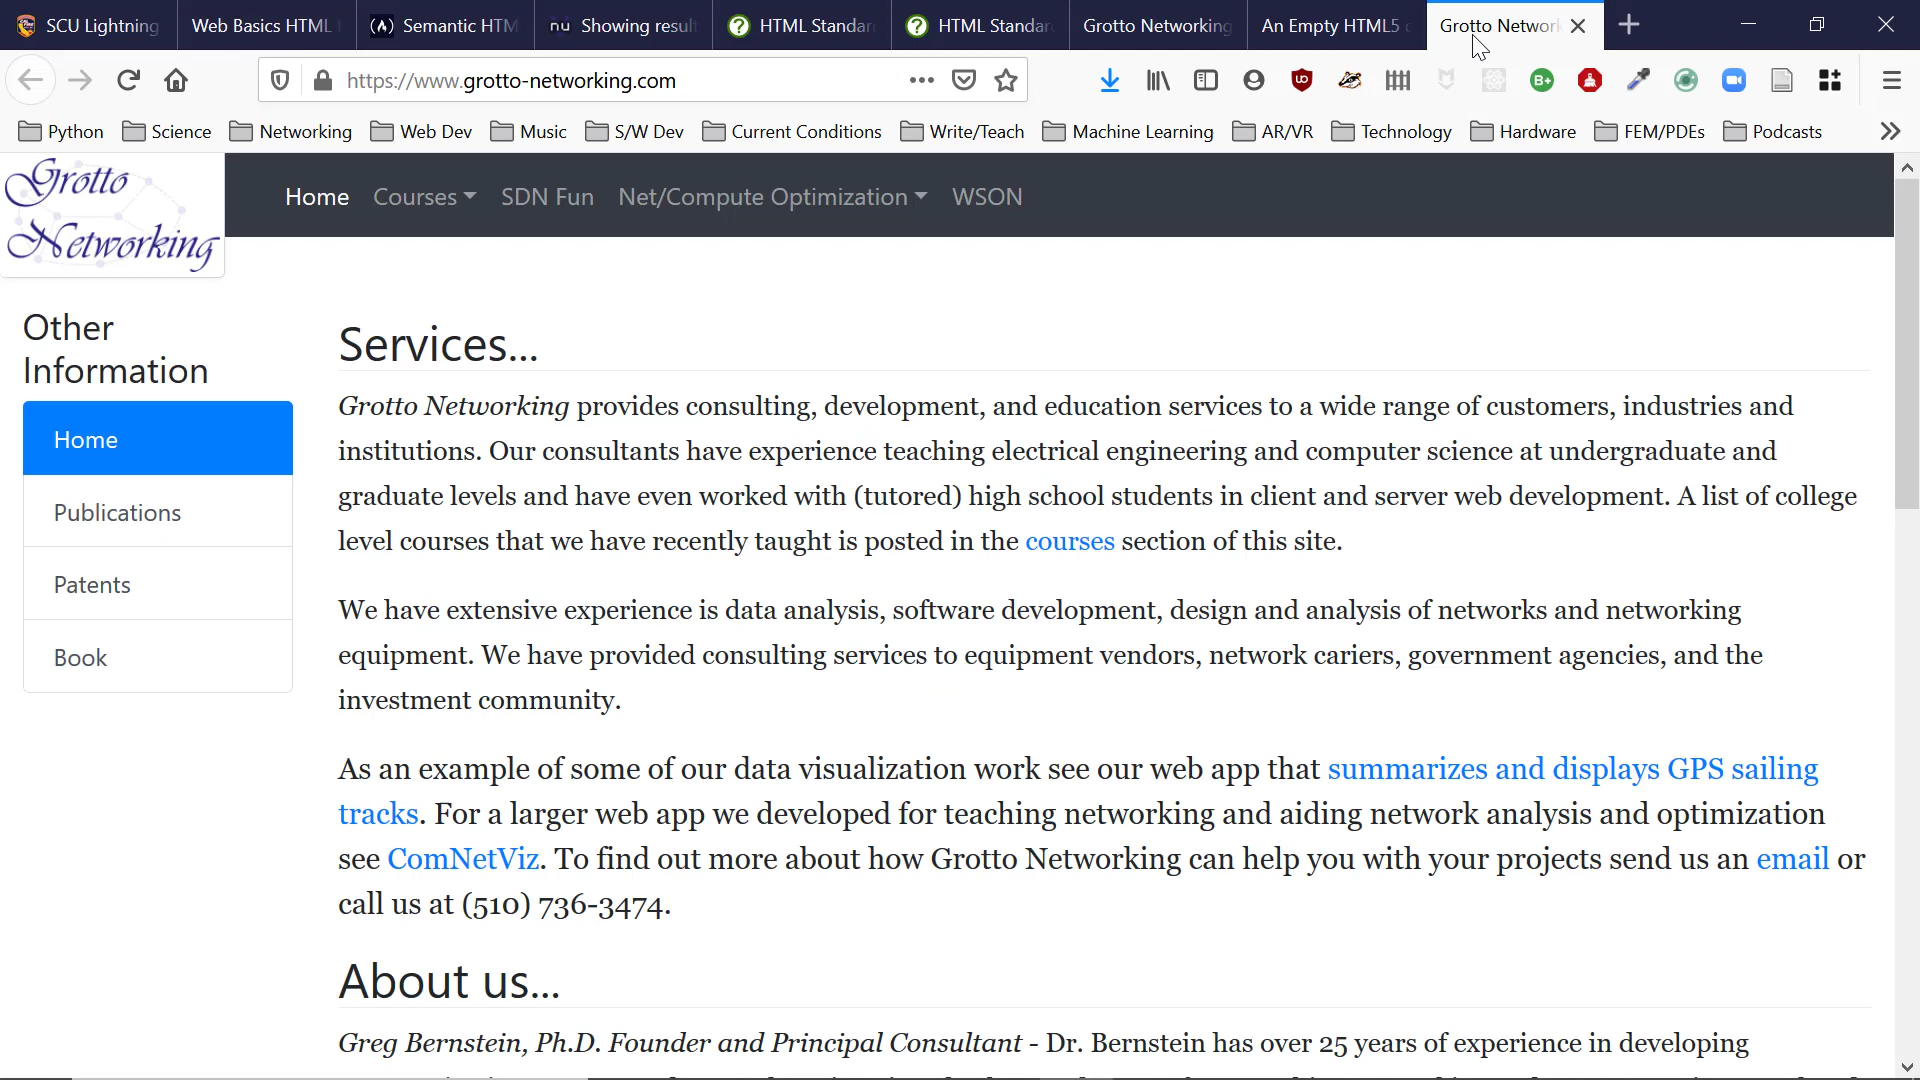 SCU Lightning
Web Basics HTML
Semantic HTM
Showing resul
HTML Standar
HTML Standar
Grotto Networking
An Empty HTML5
Grotto Network
https://www.grotto-networking.com
Python
Science
Networking
Web Dev
Music
S/W Dev
Current Conditions
Write/Teach
Machine Learning
AR/VR
Technology
Hardware
FEM/PDEs
Podcasts
Grotto
Networking
Home
Courses
SDN Fun
Net/Compute Optimization
WSON
Other
Information
Home
Publications
Patents
Book
Services...
Grotto Networking provides consulting, development, and education services to a wide range of customers, industries and
institutions. Our consultants have experience teaching electrical engineering and computer science at undergraduate and
graduate levels and have even worked with (tutored) high school students in client and server web development. A list of college
level courses that we have recently taught is posted in the courses section of this site.
We have extensive experience is data analysis, software development, design and analysis of networks and networking
equipment. We have provided consulting services to equipment vendors, network cariers, government agencies, and the
investment community.
As an example of some of our data visualization work see our web app that summarizes and displays GPS sailing
tracks. For a larger web app we developed for teaching networking and aiding network analysis and optimization
see ComNetViz. To find out more about how Grotto Networking can help you with your projects send us an email or
call us at (510) 736-3474.
About us...
Greg Bernstein, Ph.D. Founder and Principal Consultant - Dr. Bernstein has over 25 years of experience in developing